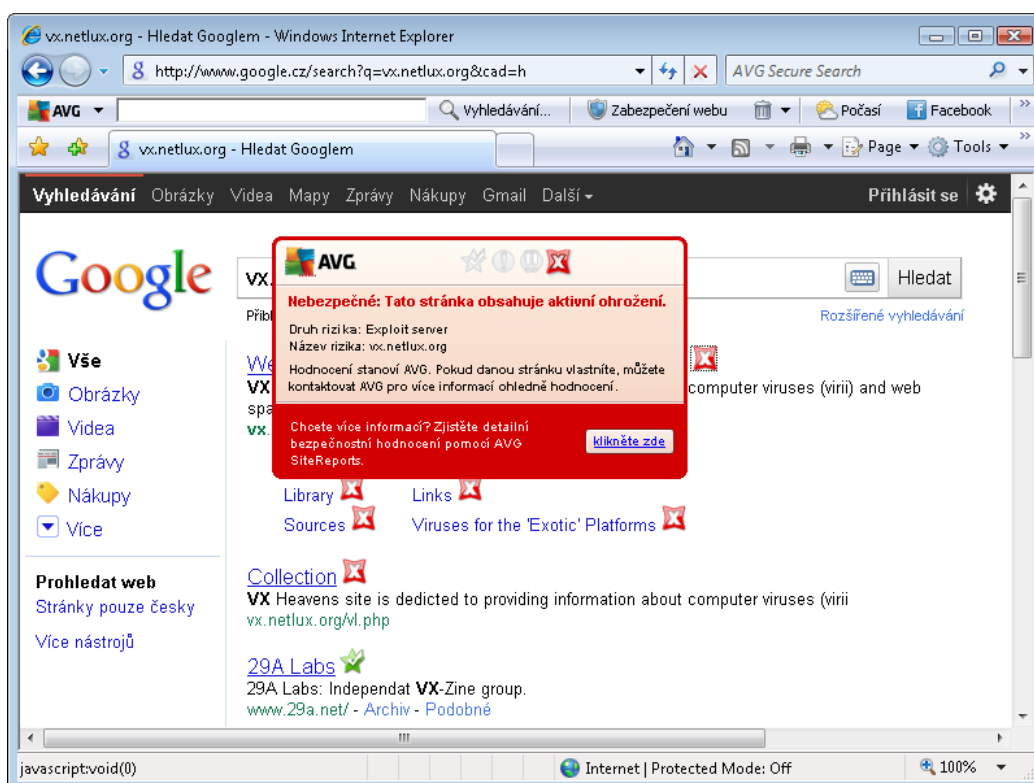 vx.netlux.org - Hledat Googlem - Windows Internet Explorer
http://www.google.cz/search?q=vx.netlux.org&cad=h
AVG Secure Search
AVG
Vyhledávání...
Zabezpečení webu
Počasí
Facebook
vx.netlux.org - Hledat Googlem
Page
Tools
Vyhledávání Obrázky Videa Mapy Zprávy Nákupy Gmail Další
Přihlásit se
Google
vx.
Hledat
Rozšířené vyhledávání
AVG
Nebezpečné: Tato stránka obsahuje aktivní ohrožení.
Druh rizika: Exploit server
Název rizika: vx.netlux.org
Hodnocení stanoví AVG. Pokud danou stránku vlastníte, můžete
kontaktovat AVG pro více informací ohledně hodnocení.
Chcete více informací? Zjistěte detailní
bezpečnostní hodnocení pomocí AVG
SiteReports.
klikněte zde
Vše
Obrázky
Videa
Zprávy
Nákupy
Více
Prohledat web
Stránky pouze česky
Více nástrojů
VX
computer viruses (virii) and web
vx.
Library
Links
Sources
Viruses for the 'Exotic' Platforms
Collection
VX Heavens site is dedicted to providing information about computer viruses (virii
vx.netlux.org/vl.php
29A Labs
29A Labs: Independat VX-Zine group.
www.29a.net/ - Archiv - Podobné
javascript:void(0)
Internet | Protected Mode: Off
100%